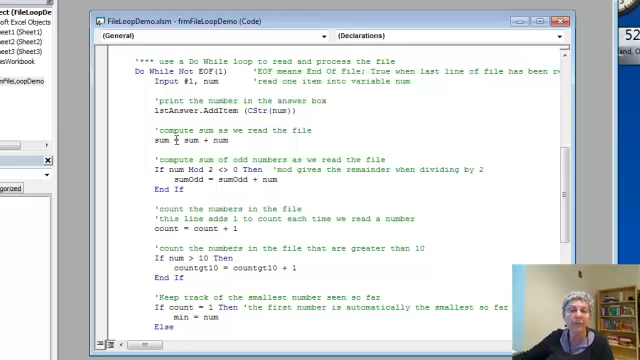 FileLoopDemo.xlsm - frmFileLoopDemo (Code)
(General)
(Declarations)
'*** use a Do While loop to read and process the file
Do While Not EOF(1) 'EOF means End Of File; True when last line of file has been re
Input #1, num 'read one item into variable num
'print the number in the answer box
lstAnswer.AddItem (CStr(num))
'compute sum as we read the file
sum = sum + num
'compute sum of odd numbers as we read the file
If num Mod 2 <> 0 Then 'mod gives the remainder when dividing by 2
sumOdd = sumOdd + num
End If
'count the numbers in the file
'this line adds 1 to count each time we read a number
count = count + 1
'count the numbers in the file that are greater than 10
If num > 10 Then
countgt10 = countgt10 + 1
End If
'Keep track of the smallest number seen so far
If count = 1 Then 'the first number is automatically the smallest so far
min = num
Else
FileLoopDem
soft Excel Objects
Sheet1 (Sheet1)
Sheet2 (Sheet2)
Sheet3 (Sheet3)
hisWorkbook
s
mFileLoopDemo
egorized
52
land, O